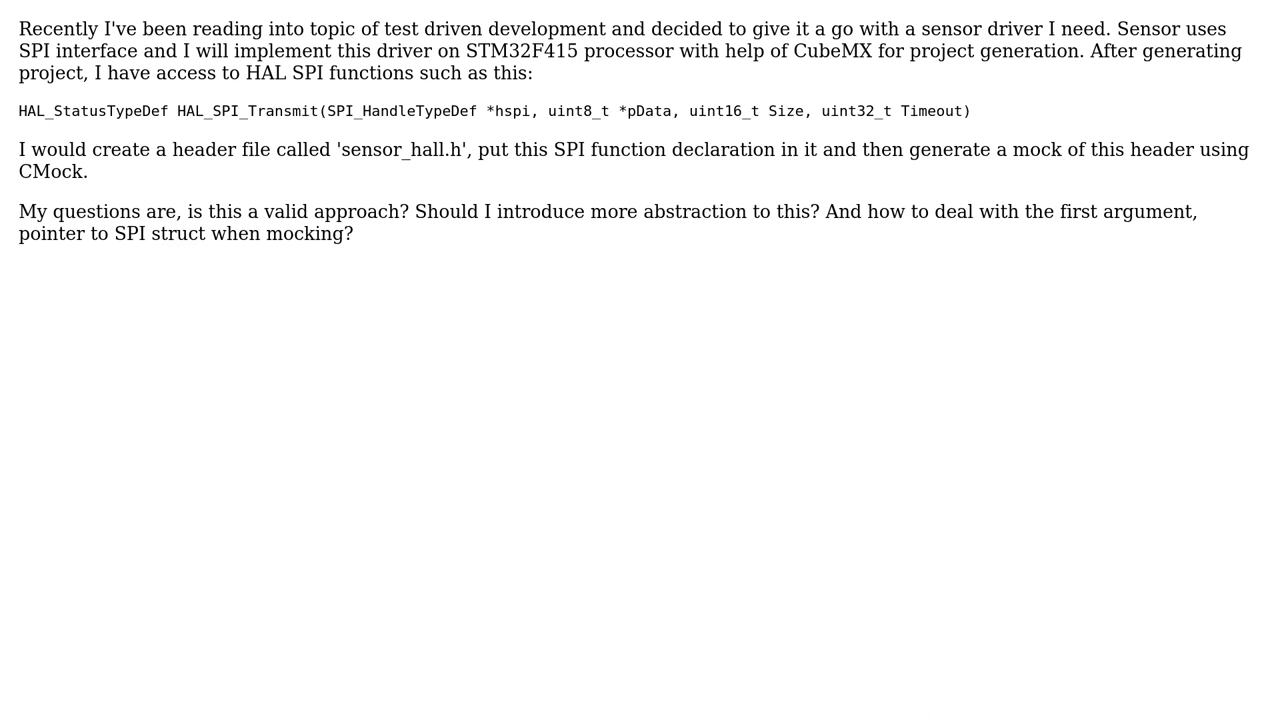 Recently I've been reading into topic of test driven development and decided to give it a go with a sensor driver I need. Sensor uses
SPI interface and I will implement this driver on STM32F415 processor with help of CubeMX for project generation. After generating
project, I have access to HAL SPI functions such as this:
HAL_StatusTypeDef HAL_SPI_Transmit(SPI_HandleTypeDef *hspi, uint8_t *pData, uint16_t Size, uint32_t Timeout)
I would create a header file called 'sensor_hall.h', put this SPI function declaration in it and then generate a mock of this header using
CMock.
My questions are, is this a valid approach? Should I introduce more abstraction to this? And how to deal with the first argument,
pointer to SPI struct when mocking?